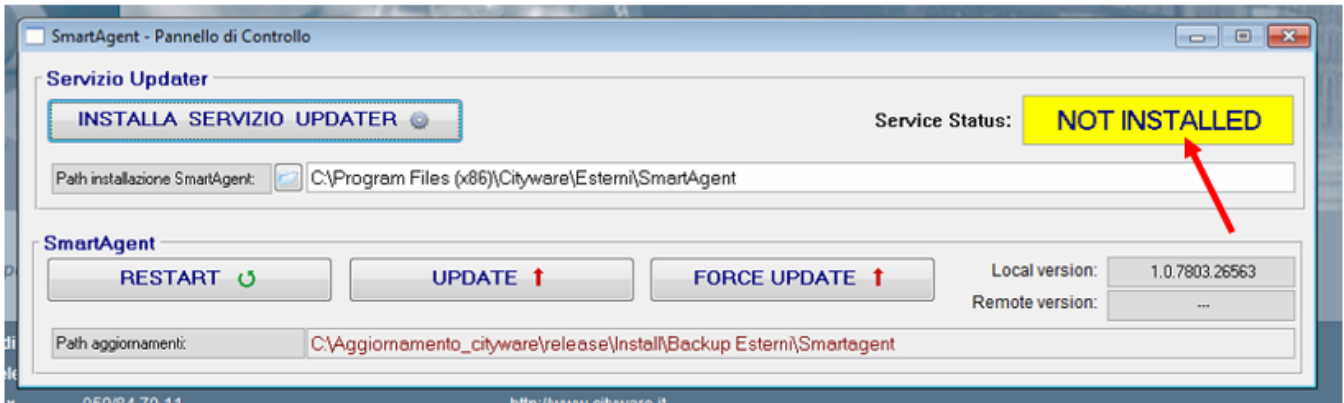 SmartAgent - Pannello di Controllo
Servizio Updater
INSTALLA SERVIZIO UPDATER
Service Status: NOT INSTALLED
Path installazione SmartAgent: C:\Program Files (x86)\Cityware\Esterni\SmartAgent
SmartAgent
RESTART UPDATE FORCE UPDATE Local version: 1.0.7803.26563
Remote version: ...
Path aggiornamenti: C:\Aggiornamento_cityware\release\Install\Backup Esterni\Smartagent